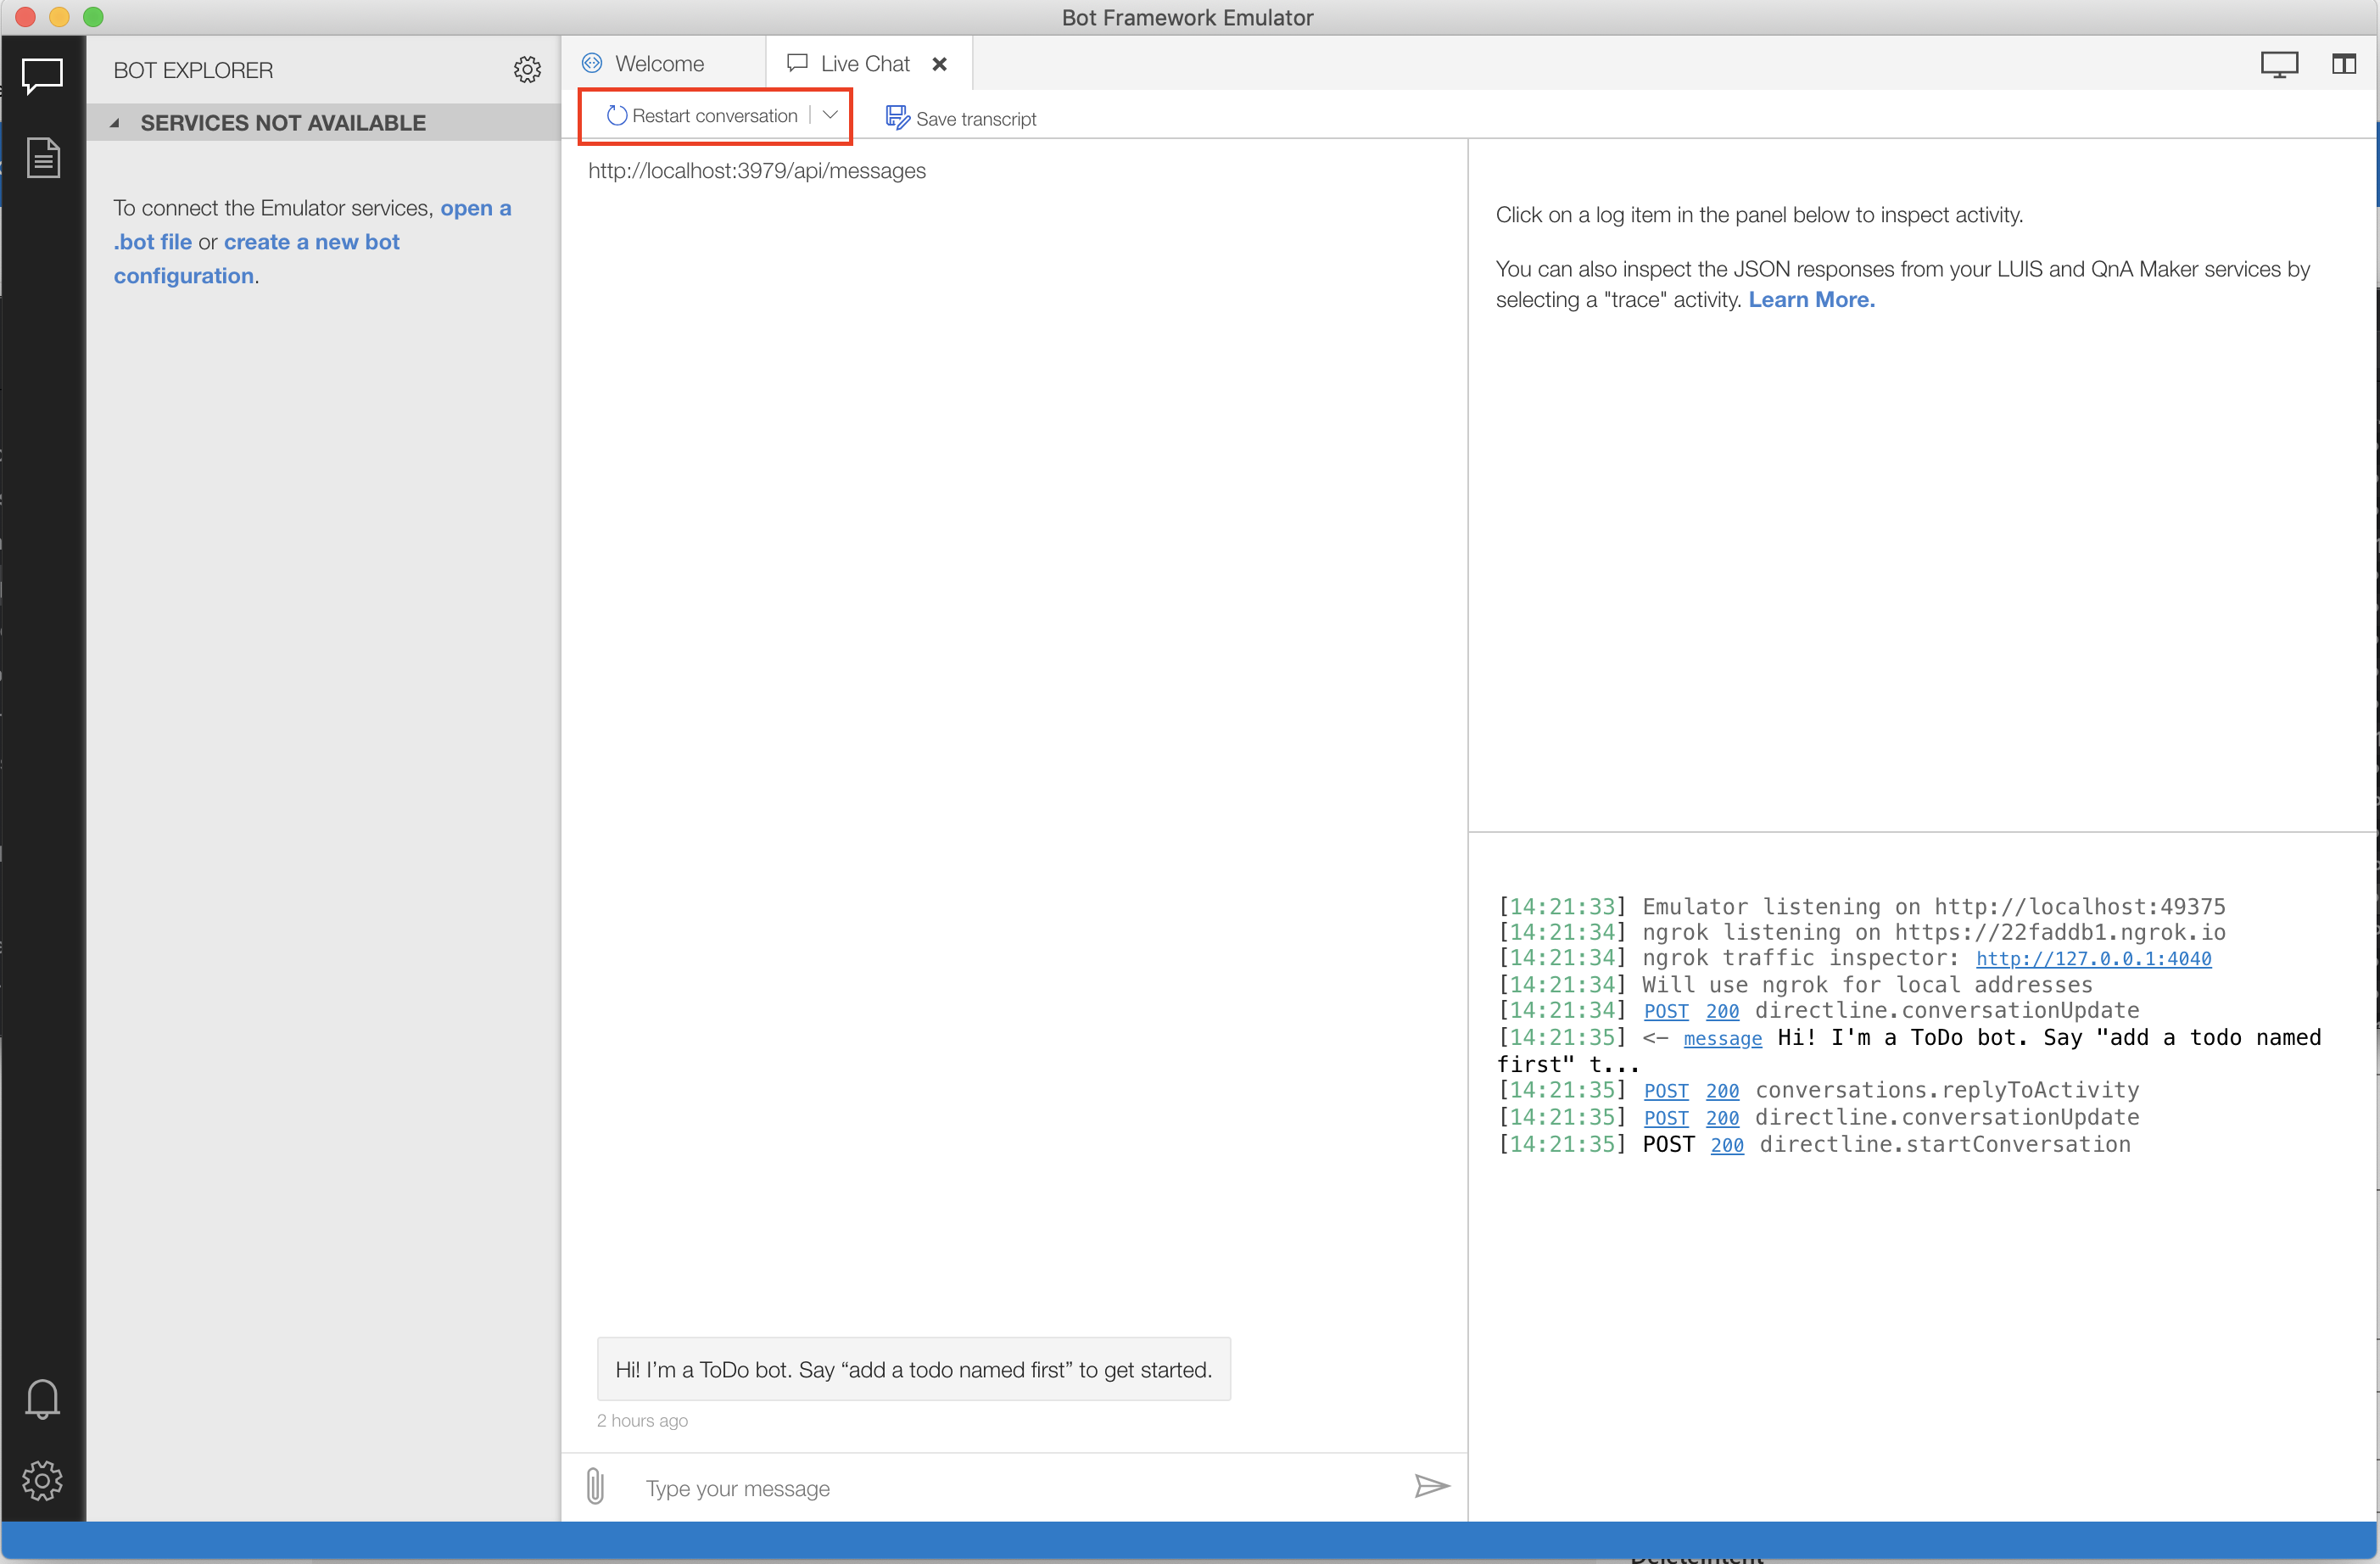 Bot Framework Emulator
BOT EXPLORER
SERVICES NOT AVAILABLE
To connect the Emulator services, open a
.bot file or create a new bot
configuration.
Welcome
Live Chat
Restart conversation
Save transcript
http://localhost:3979/api/messages
Hi! I’m a ToDo bot. Say “add a todo named first” to get started.
2 hours ago
Type your message
Click on a log item in the panel below to inspect activity.
You can also inspect the JSON responses from your LUIS and QnA Maker services by
selecting a "trace" activity. Learn More.
[14:21:33] Emulator listening on http://localhost:49375
[14:21:34] ngrok listening on https://22faddb1.ngrok.io
[14:21:34] ngrok traffic inspector: http://127.0.0.1:4040
[14:21:34] Will use ngrok for local addresses
[14:21:34] POST 200 directline.conversationUpdate
[14:21:35] <- message Hi! I'm a ToDo bot. Say "add a todo named
first" t...
[14:21:35] POST 200 conversations.replyToActivity
[14:21:35] POST 200 directline.conversationUpdate
[14:21:35] POST 200 directline.startConversation
DeleteIntent